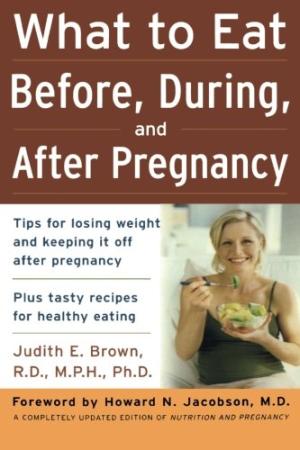 What to Eat
Before, During,
and
After Pregnancy
Tips for losing weight
and keeping it off
after pregnancy
Plus tasty recipes
for healthy eating
Judith E. Brown,
R.D., M.P.H., Ph.D.
Foreword by Howard N. Jacobson, M.D.
A COMPLETELY UPDATED EDITION OF NUTRITION AND PREGNANCY